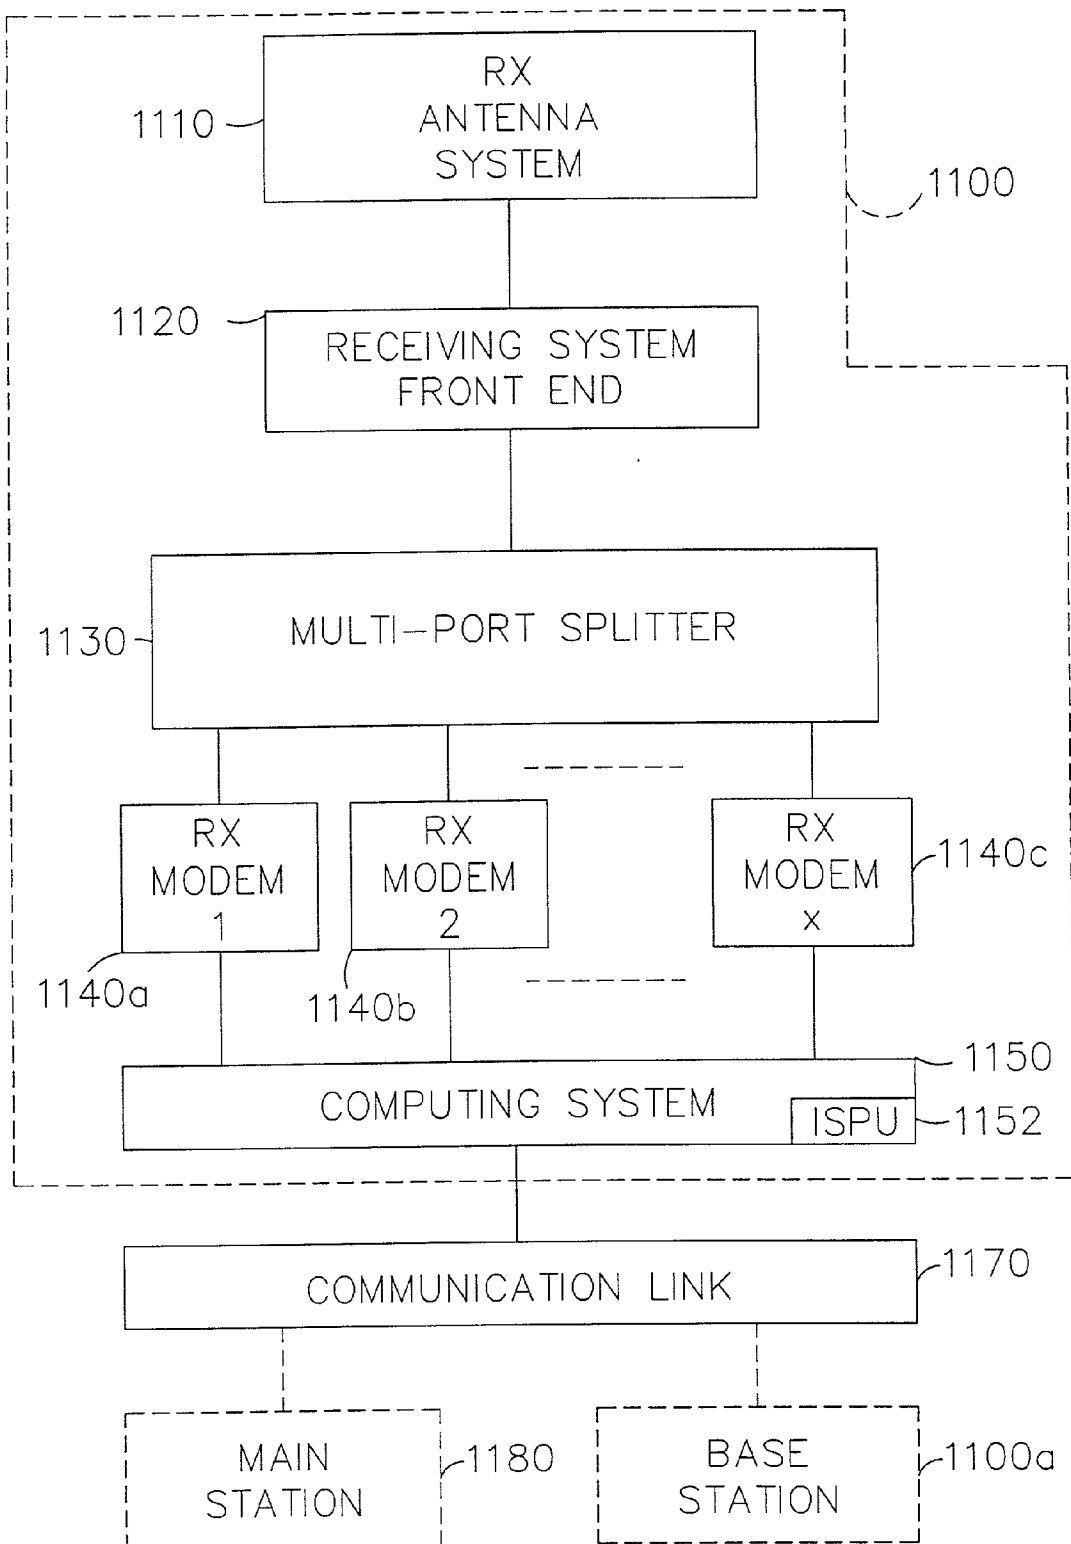 RX
ANTENNA
SYSTEM
1110
1100
1120
RECEIVING SYSTEM
FRONT END
1130
MULTI-PORT SPLITTER
RX
MODEM
1
RX
MODEM
2
RX
MODEM
x
1140c
1140a
1140b
1150
COMPUTING SYSTEM
ISPU
1152
COMMUNICATION LINK
1170
MAIN
STATION
1180
BASE
STATION
1100a